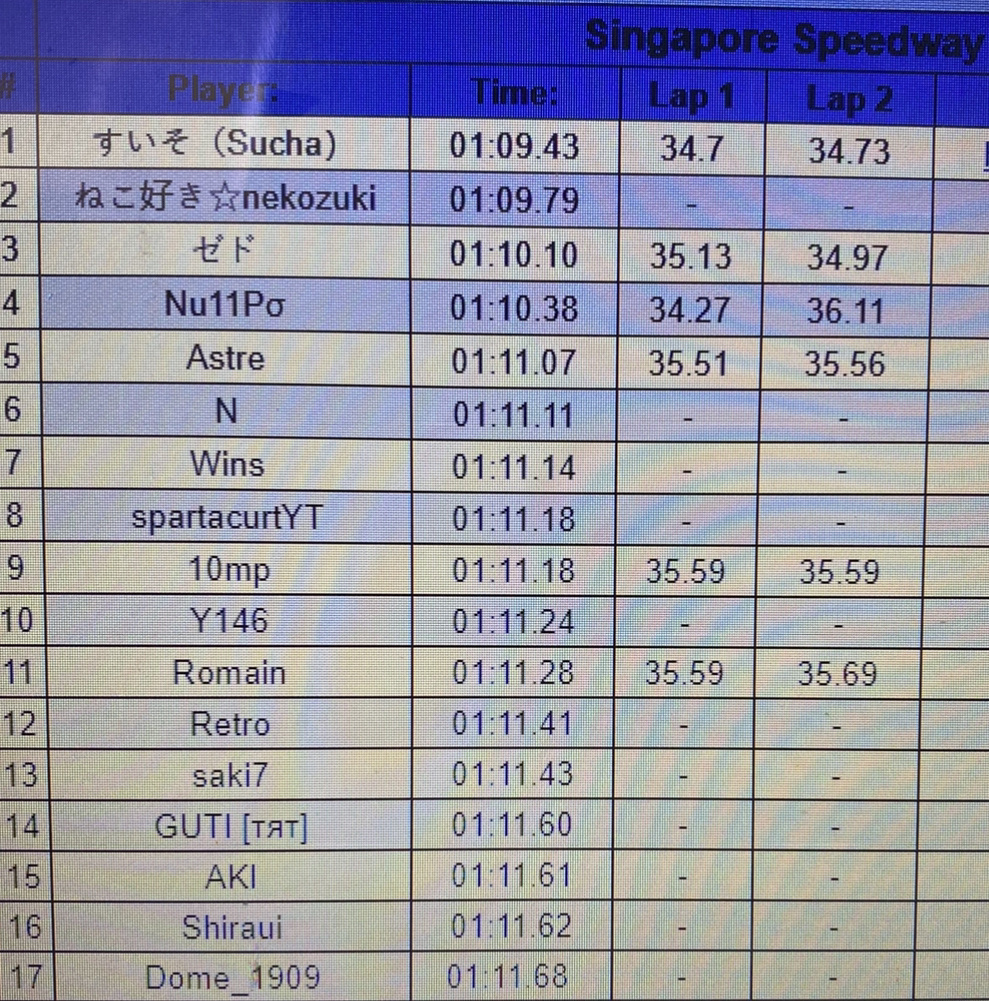 Singapore Speedway
# Player: Time: Lap 1 Lap 2
1 すいそ（Sucha） 01:09.43 34.7 34.73
2 ねこ好き☆nekozuki 01:09.79 - -
3 ゼド 01:10.10 35.13 34.97
4 Nu11Pσ 01:10.38 34.27 36.11
5 Astre 01:11.07 35.51 35.56
6 N 01:11.11 - -
7 Wins 01:11.14 - -
8 spartacurtYT 01:11.18 - -
9 10mp 01:11.18 35.59 35.59
10 Y146 01:11.24 - -
11 Romain 01:11.28 35.59 35.69
12 Retro 01:11.41 - -
13 saki7 01:11.43 - -
14 GUTI [тят] 01:11.60 - -
15 AKI 01:11.61 - -
16 Shiraui 01:11.62 - -
17 Dome_1909 01:11.68 - -